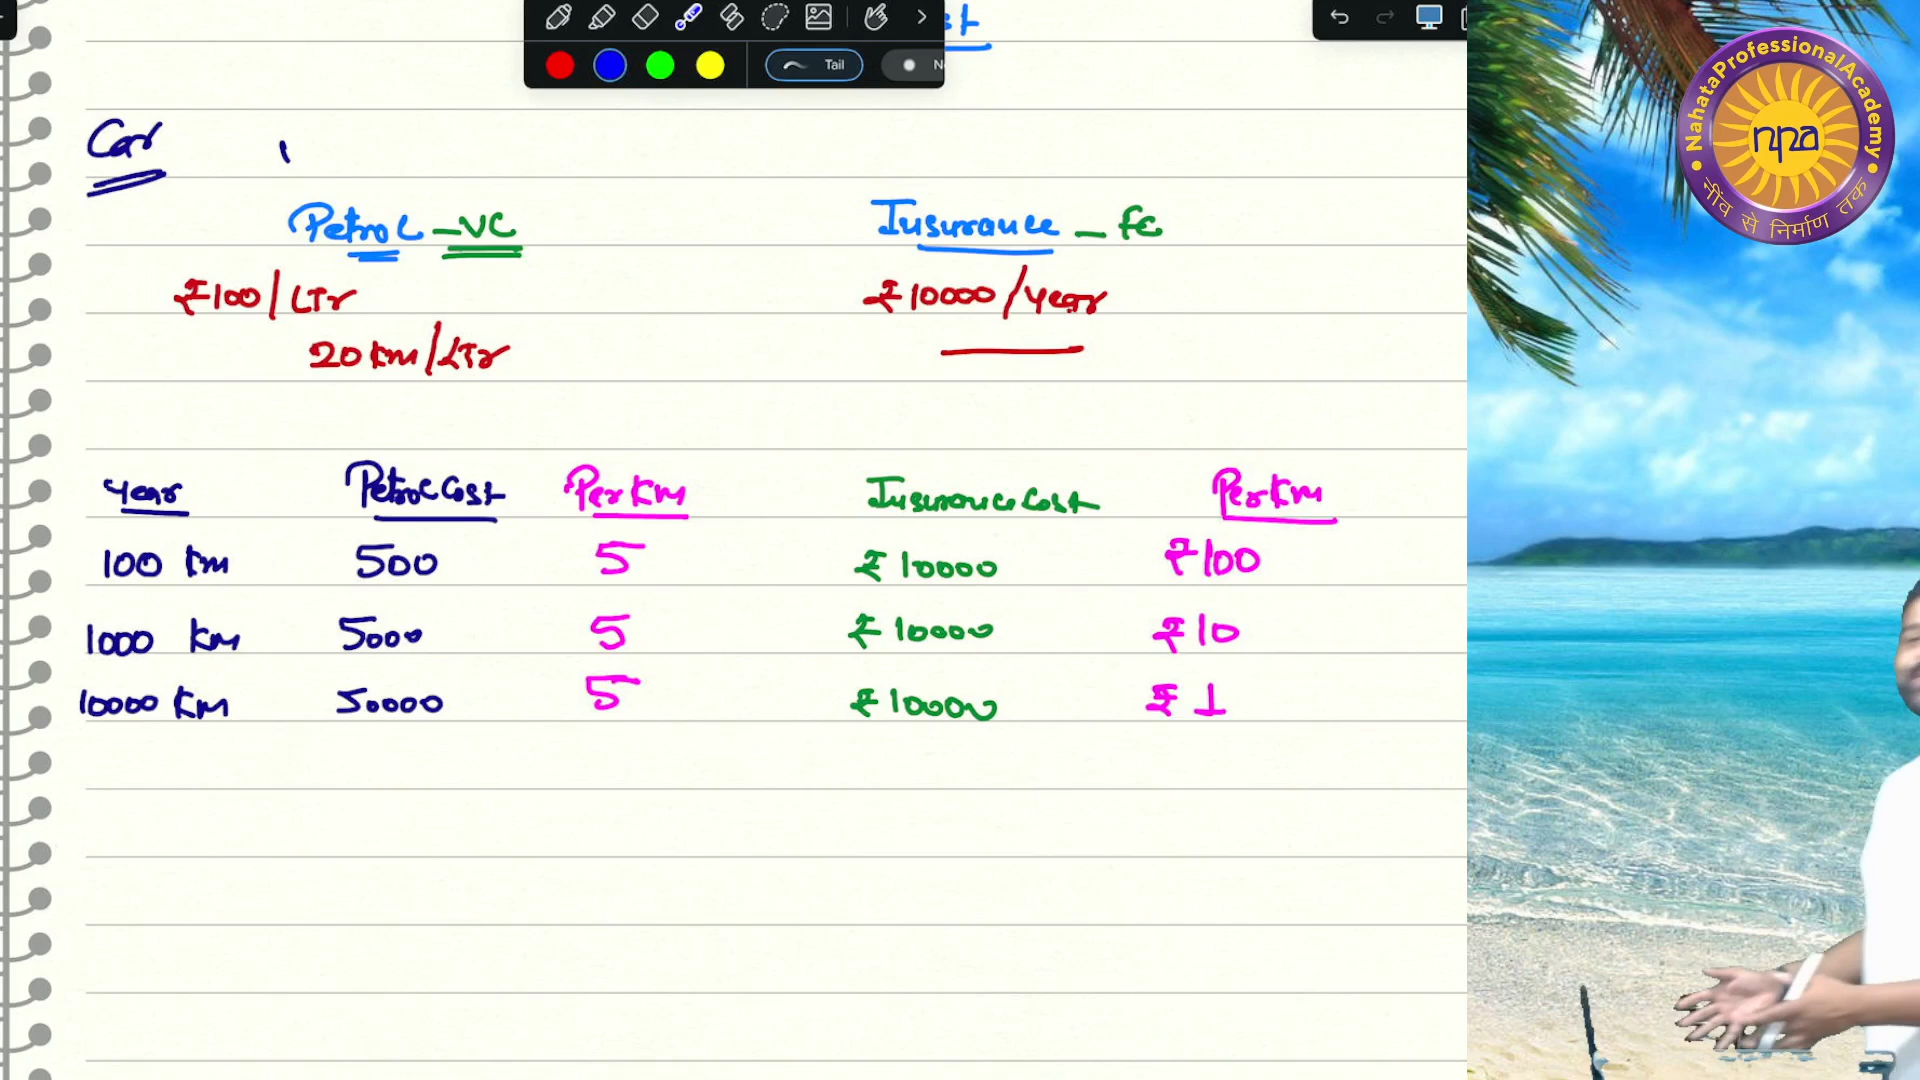 st
Tail
Car
Petrol - VC
Insurance - FC
₹100/LTr
₹10000/year
20 km/LTr
year Petrol Cost Per Km Insurance Cost Per Km
100 Km 500 5 ₹10000 ₹100
1000 Km 5000 5 ₹10000 ₹10
10000 Km 50000 5 ₹10000 ₹1
NahataProfessionalAcademy
npa
नींव से निर्माण तक